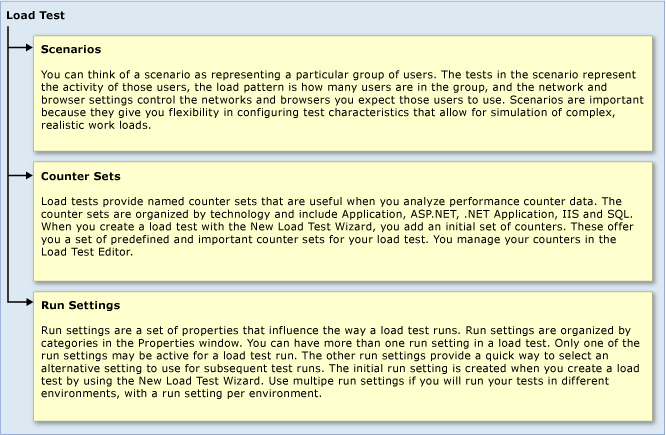 Load Test
Scenarios
You can think of a scenario as representing a particular group of users. The tests in the scenario represent
the activity of those users, the load pattern is how many users are in the group, and the network and
browser settings control the networks and browsers you expect those users to use. Scenarios are important
because they give you flexibility in configuring test characteristics that allow for simulation of complex,
realistic work loads.
Counter Sets
Load tests provide named counter sets that are useful when you analyze performance counter data. The
counter sets are organized by technology and include Application, ASP.NET, .NET Application, IIS and SQL.
When you create a load test with the New Load Test Wizard, you add an initial set of counters. These offer
you a set of predefined and important counter sets for your load test. You manage your counters in the
Load Test Editor.
Run Settings
Run settings are a set of properties that influence the way a load test runs. Run settings are organized by
categories in the Properties window. You can have more than one run setting in a load test. Only one of the
run settings may be active for a load test run. The other run settings provide a quick way to select an
alternative setting to use for subsequent test runs. The initial run setting is created when you create a load
test by using the New Load Test Wizard. Use multipe run settings if you will run your tests in different
environments, with a run setting per environment.